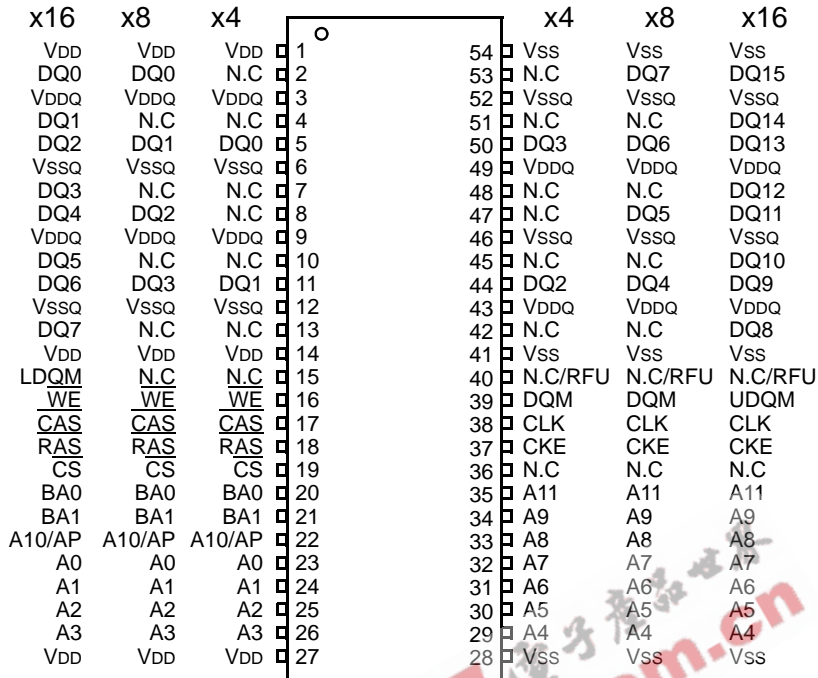 x16 x8 x4 x4 x8 x16
VDD VDD VDD 1 54 VSS VSS VSS
DQ0 DQ0 N.C 2 53 N.C DQ7 DQ15
VDDQ VDDQ VDDQ 3 52 VSSQ VSSQ VSSQ
DQ1 N.C N.C 4 51 N.C N.C DQ14
DQ2 DQ1 DQ0 5 50 DQ3 DQ6 DQ13
VSSQ VSSQ VSSQ 6 49 VDDQ VDDQ VDDQ
DQ3 N.C N.C 7 48 N.C N.C DQ12
DQ4 DQ2 N.C 8 47 N.C DQ5 DQ11
VDDQ VDDQ VDDQ 9 46 VSSQ VSSQ VSSQ
DQ5 N.C N.C 10 45 N.C N.C DQ10
DQ6 DQ3 DQ1 11 44 DQ2 DQ4 DQ9
VSSQ VSSQ VSSQ 12 43 VDDQ VDDQ VDDQ
DQ7 N.C N.C 13 42 N.C N.C DQ8
VDD VDD VDD 14 41 VSS VSS VSS
LDQM N.C N.C 15 40 N.C/RFU N.C/RFU N.C/RFU
WE WE WE 16 39 DQM DQM UDQM
CAS CAS CAS 17 38 CLK CLK CLK
RAS RAS RAS 18 37 CKE CKE CKE
CS CS CS 19 36 N.C N.C N.C
BA0 BA0 BA0 20 35 A11 A11 A11
BA1 BA1 BA1 21 34 A9 A9 A9
A10/AP A10/AP A10/AP 22 33 A8 A8 A8
A0 A0 A0 23 32 A7 A7 A7
A1 A1 A1 24 31 A6 A6 A6
A2 A2 A2 25 30 A5 A5 A5
A3 A3 A3 26 29 A4 A4 A4
VDD VDD VDD 27 28 VSS VSS VSS